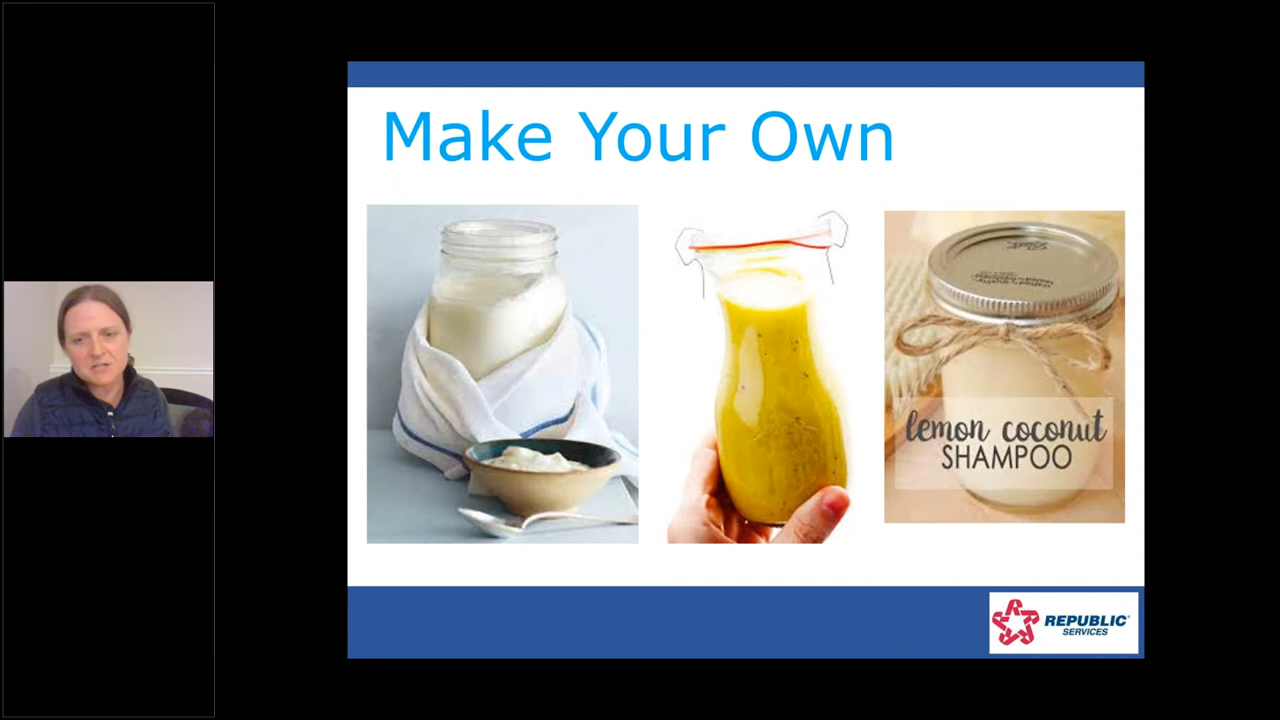 Make Your Own
lemon coconut
SHAMPOO
REPUBLIC
SERVICES